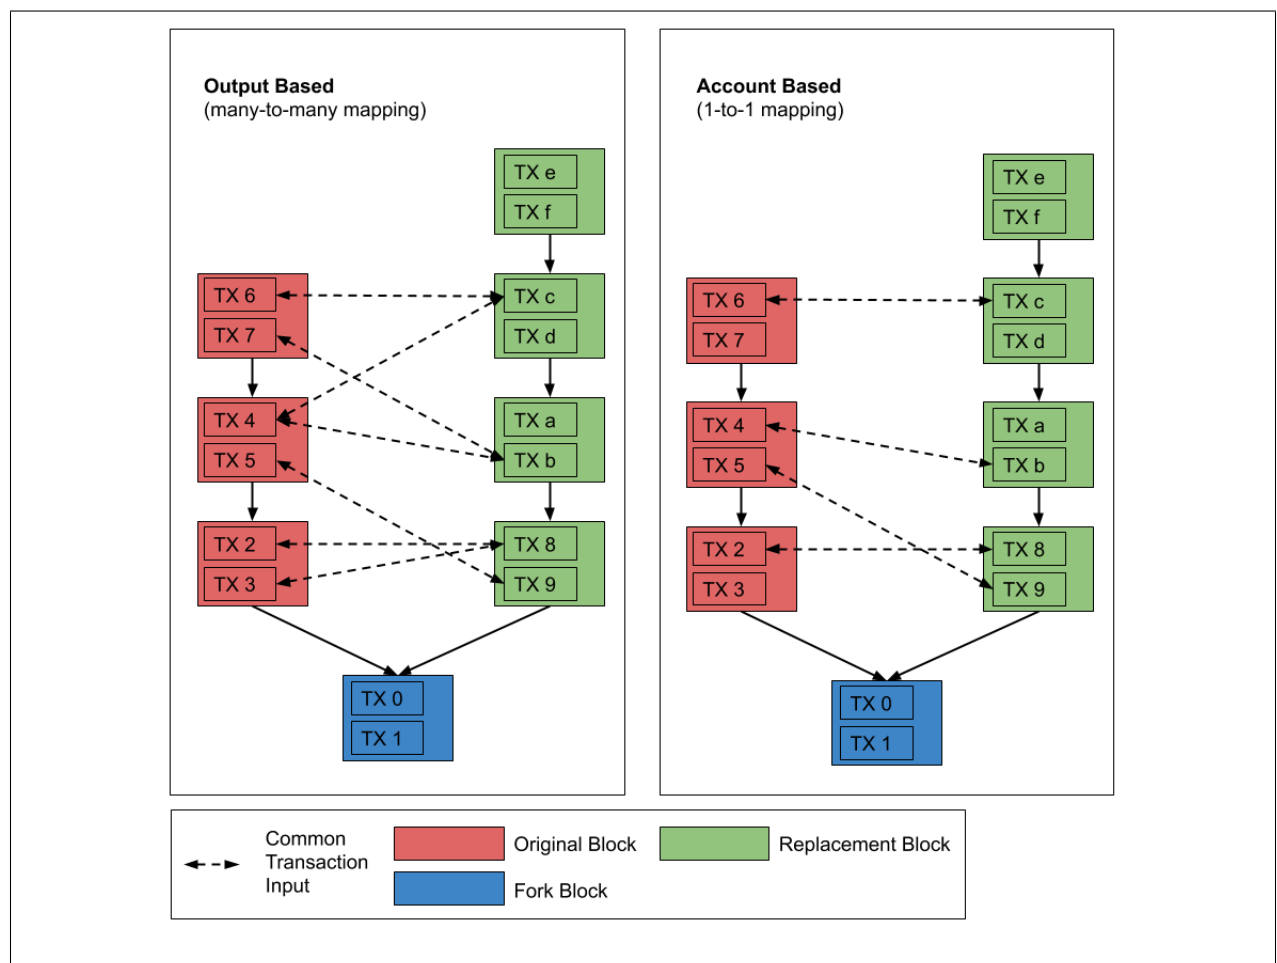 Output Based
(many-to-many mapping)
TX e
TX f
TX 6
TX 7
TX c
TX d
TX 4
TX 5
TX a
TX b
TX 2
TX 3
TX 8
TX 9
TX 0
TX 1
Account Based
(1-to-1 mapping)
TX e
TX f
TX 6
TX 7
TX c
TX d
TX 4
TX 5
TX a
TX b
TX 2
TX 3
TX 8
TX 9
TX 0
TX 1
Common
Transaction
Input
Original Block
Replacement Block
Fork Block